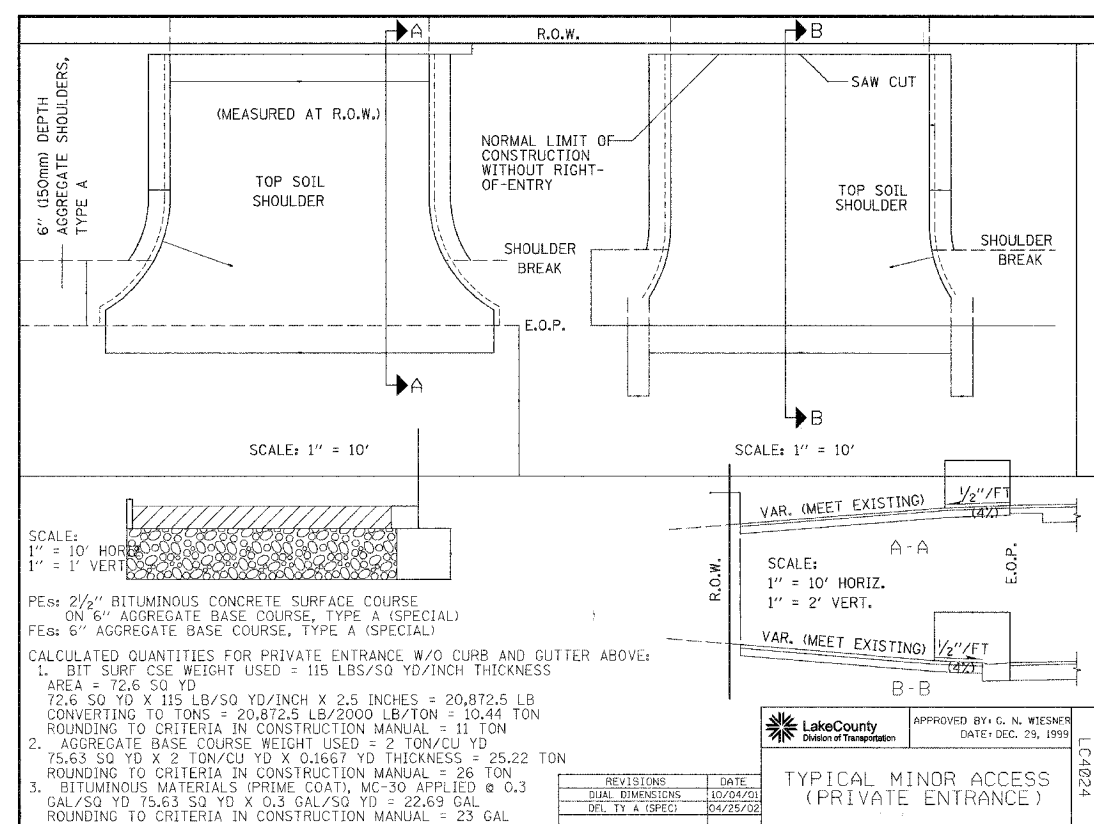 A
R.O.W.
B
6" (150mm) DEPTH
AGGREGATE SHOULDERS,
TYPE A
(MEASURED AT R.O.W.)
TOP SOIL
SHOULDER
NORMAL LIMIT OF
CONSTRUCTION
WITHOUT RIGHT-
OF-ENTRY
SAW CUT
TOP SOIL
SHOULDER
SHOULDER
BREAK
SHOULDER
BREAK
E.O.P.
A
B
SCALE: 1" = 10'
SCALE: 1" = 10'
SCALE:
1" = 10' HORIZ
1" = 1' VERT
VAR. (MEET EXISTING)
1/2"/FT
(4%)
A-A
R.O.W.
SCALE:
1" = 10' HORIZ.
1" = 2' VERT.
E.O.P.
VAR. (MEET EXISTING)
1/2"/FT
(4%)
B-B
PEs: 2 1/2" BITUMINOUS CONCRETE SURFACE COURSE
ON 6" AGGREGATE BASE COURSE, TYPE A (SPECIAL)
FEs: 6" AGGREGATE BASE COURSE, TYPE A (SPECIAL)
CALCULATED QUANTITIES FOR PRIVATE ENTRANCE W/O CURB AND GUTTER ABOVE:
1. BIT SURF CSE WEIGHT USED = 115 LBS/SQ YD/INCH THICKNESS
AREA = 72.6 SQ YD
72.6 SQ YD X 115 LB/SQ YD/INCH X 2.5 INCHES = 20,872.5 LB
CONVERTING TO TONS = 20,872.5 LB/2000 LB/TON = 10.44 TON
ROUNDING TO CRITERIA IN CONSTRUCTION MANUAL = 11 TON
2. AGGREGATE BASE COURSE WEIGHT USED = 2 TON/CU YD
75.63 SQ YD X 2 TON/CU YD X 0.1667 YD THICKNESS = 25.22 TON
ROUNDING TO CRITERIA IN CONSTRUCTION MANUAL = 26 TON
3. BITUMINOUS MATERIALS (PRIME COAT), MC-30 APPLIED @ 0.3
GAL/SQ YD 75.63 SQ YD X 0.3 GAL/SQ YD = 22.69 GAL
ROUNDING TO CRITERIA IN CONSTRUCTION MANUAL = 23 GAL
REVISIONS DATE
DUAL DIMENSIONS 10/04/01
DEL TY A (SPEC) 04/25/02
LakeCounty
Division of Transportation
APPROVED BY: G. N. WIESNER
DATE: DEC. 29, 1999
TYPICAL MINOR ACCESS
(PRIVATE ENTRANCE)
LC4024